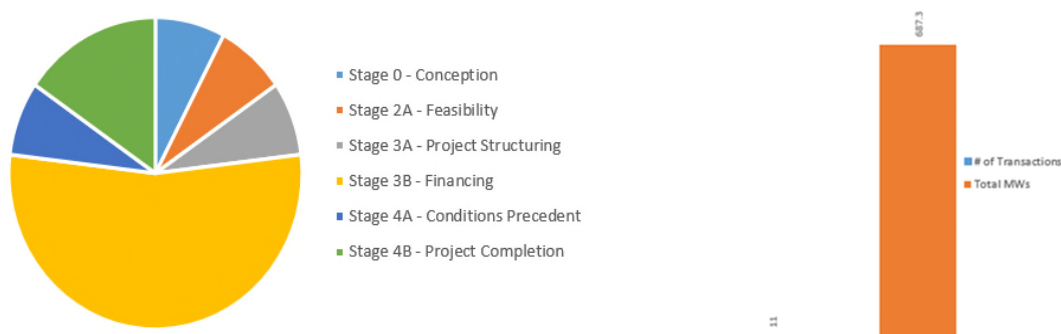 Stage 0 - Conception
Stage 2A - Feasibility
Stage 3A - Project Structuring
Stage 3B - Financing
Stage 4A - Conditions Precedent
Stage 4B - Project Completion
11
687.3
# of Transactions
Total MWs